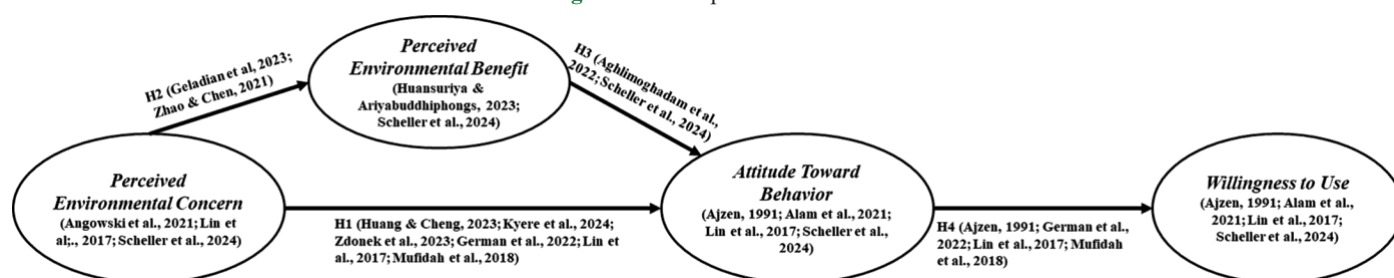 Perceived
Environmental Benefit
(Huansuriya &
Ariyabuddhiphongs, 2023;
Scheller et al., 2024)
H2 (Geladian et al, 2023;
Zhao & Chen, 2021)
H3 (Aghlimoghadam et al.,
2022; Scheller et al., 2024)
Perceived
Environmental Concern
(Angowski et al., 2021; Lin et
al;., 2017; Scheller et al., 2024)
H1 (Huang & Cheng, 2023; Kyere et al., 2024;
Zdonek et al., 2023; German et al., 2022; Lin et
al., 2017; Mufidah et al., 2018)
Attitude Toward
Behavior
(Ajzen, 1991; Alam et al., 2021;
Lin et al., 2017; Scheller et al.,
2024)
H4 (Ajzen, 1991; German et al.,
2022; Lin et al., 2017; Mufidah
et al., 2018)
Willingness to Use
(Ajzen, 1991; Alam et al.,
2021; Lin et al., 2017;
Scheller et al., 2024)